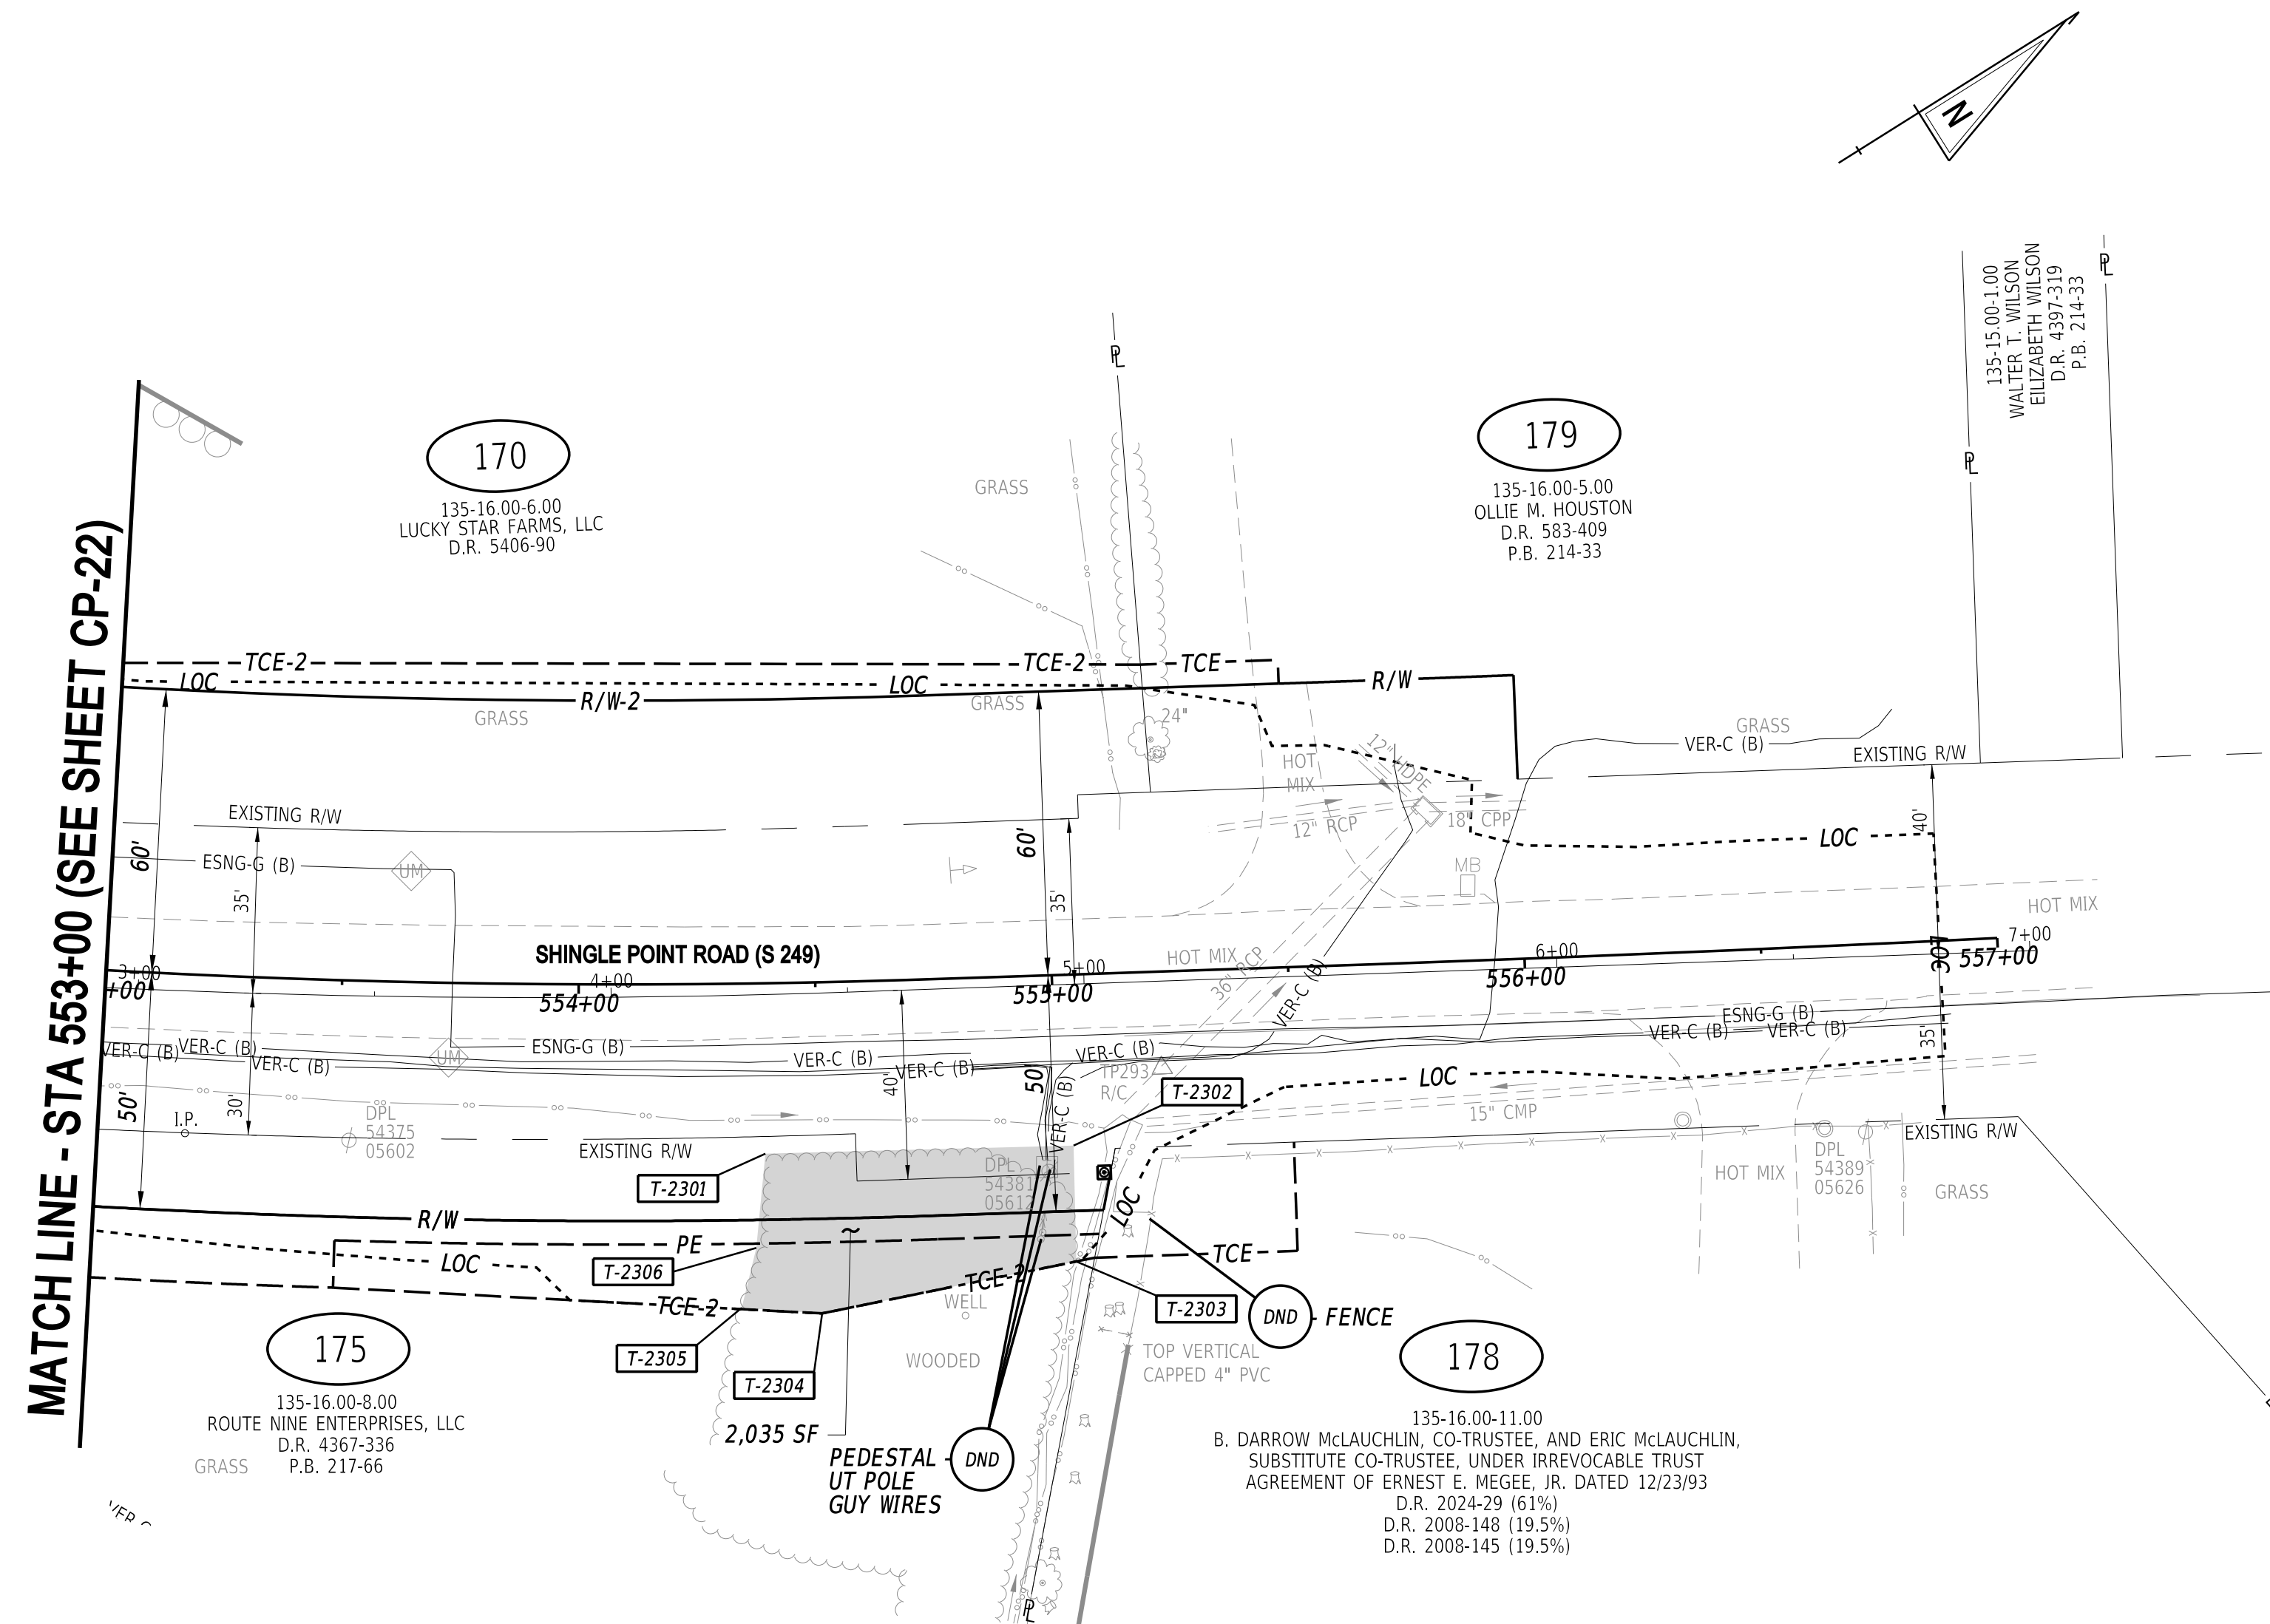 N
135-15.00-1.00
WALTER T. WILSON
EILIZABETH WILSON
D.R. 4397-319
P.B. 214-33
PL
PL
PL
170
135-16.00-6.00
LUCKY STAR FARMS, LLC
D.R. 5406-90
179
135-16.00-5.00
OLLIE M. HOUSTON
D.R. 583-409
P.B. 214-33
GRASS
MATCH LINE - STA 553+00 (SEE SHEET CP-22)
TCE-2
TCE-2
TCE
LOC
LOC
R/W-2
R/W
GRASS
GRASS
24"
GRASS
VER-C (B)
EXISTING R/W
HOT
MIX
12" HDPE
EXISTING R/W
12" RCP
18" CPP
LOC
40'
60'
60'
ESNG-G (B)
UM
MB
35'
35'
HOT MIX
SHINGLE POINT ROAD (S 249)
HOT MIX
36" RCP
3+00
4+00
5+00
6+00
7+00
+00
554+00
555+00
556+00
557+00
LOC
VER-C (B)
ESNG-G (B)
VER-C (B)
VER-C (B)
VER-C (B)
VER-C (B)
VER-C (B)
UM
ESNG-G (B)
VER-C (B)
VER-C (B)
VER-C (B)
35'
50'
30'
40'
50'
VER-C (B)
TP293
R/C
LOC
T-2302
15" CMP
I.P.
DPL
54375
05602
EXISTING R/W
EXISTING R/W
T-2301
DPL
54381
05612
HOT MIX
DPL
54389
05626
GRASS
R/W
LOC
PE
LOC
T-2306
TCE-2
TCE
TCE-2
WELL
T-2303
DND
FENCE
T-2305
T-2304
WOODED
TOP VERTICAL
CAPPED 4" PVC
175
135-16.00-8.00
ROUTE NINE ENTERPRISES, LLC
D.R. 4367-336
P.B. 217-66
GRASS
2,035 SF
PEDESTAL
UT POLE
GUY WIRES
DND
178
135-16.00-11.00
B. DARROW McLAUCHLIN, CO-TRUSTEE, AND ERIC McLAUCHLIN,
SUBSTITUTE CO-TRUSTEE, UNDER IRREVOCABLE TRUST
AGREEMENT OF ERNEST E. MEGEE, JR. DATED 12/23/93
D.R. 2024-29 (61%)
D.R. 2008-148 (19.5%)
D.R. 2008-145 (19.5%)
PL